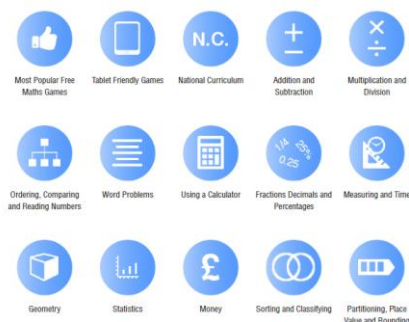 N.C.
Most Popular Free
Maths Games
Tablet Friendly Games
National Curriculum
Addition and
Subtraction
Multiplication and
Division
1/4 25%
0.25
Ordering, Comparing
and Reading Numbers
Word Problems
Using a Calculator
Fractions Decimals and
Percentages
Measuring and Time
£
Geometry
Statistics
Money
Sorting and Classifying
Partitioning, Place
Value and Rounding